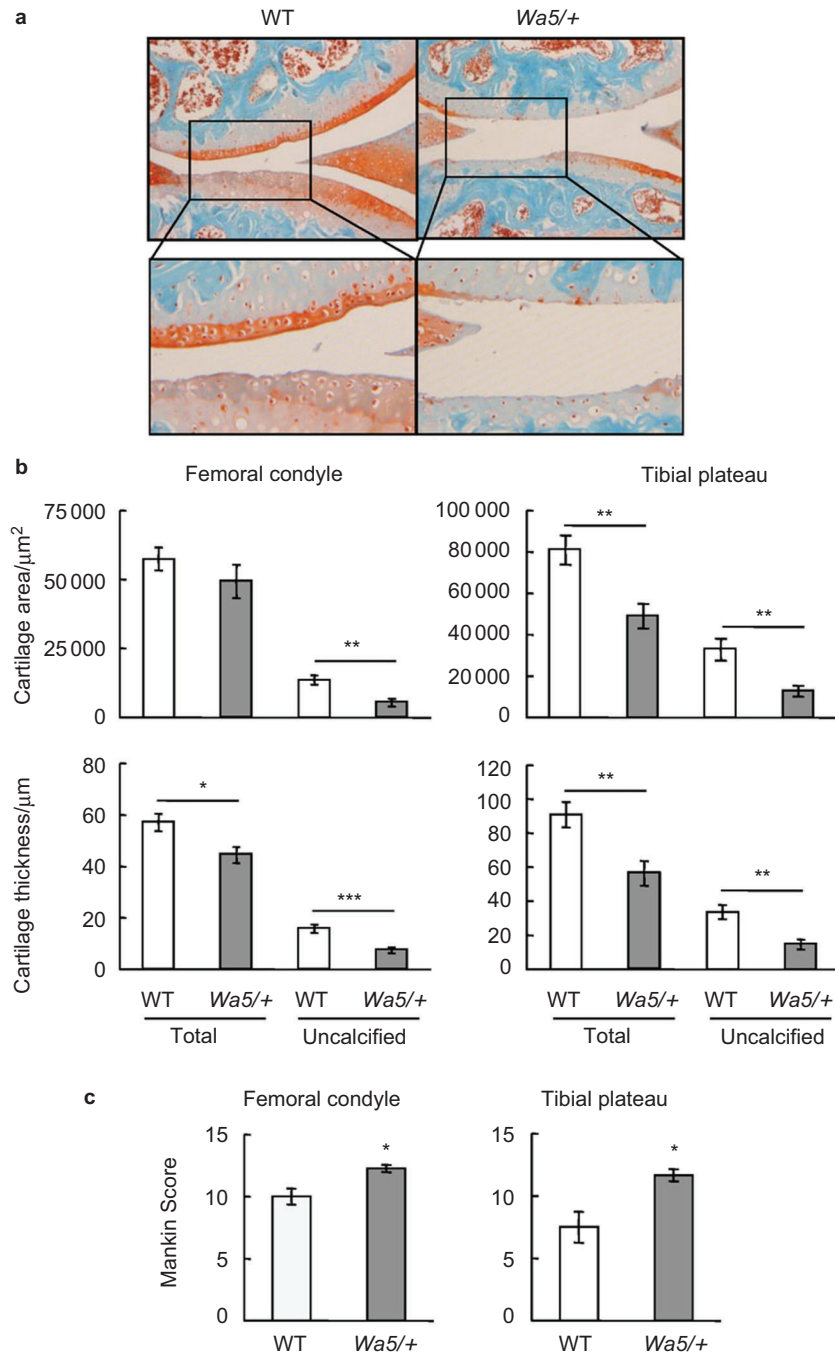 a
WT Wa5/+
b
Femoral condyle Tibial plateau
Cartilage area/μm²
75 000
50 000
25 000
0
**
100 000
80 000
60 000
40 000
20 000
0
**
**
Cartilage thickness/μm
80
60
40
20
0
*
***
WT Wa5/+ WT Wa5/+
Total Uncalcified
120
100
80
60
40
20
0
**
**
WT Wa5/+ WT Wa5/+
Total Uncalcified
c
Femoral condyle Tibial plateau
Mankin Score
15
10
5
0
*
WT Wa5/+
15
10
5
0
*
WT Wa5/+